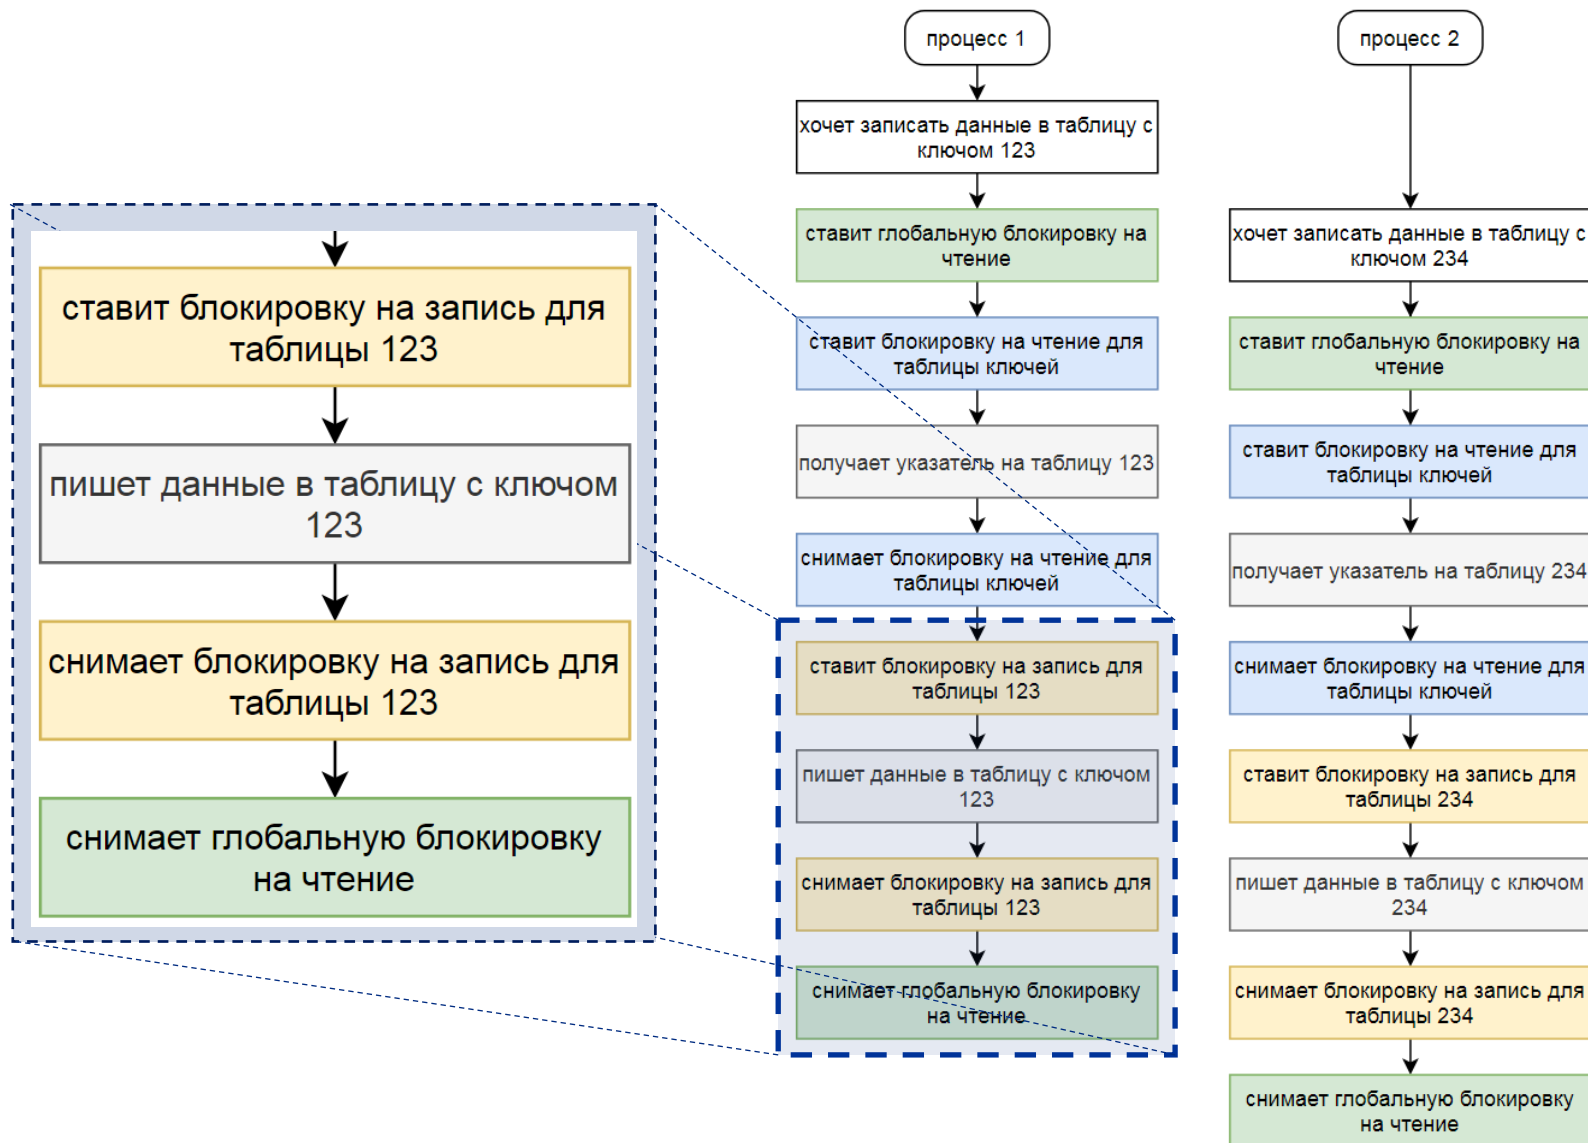 ставит блокировку на запись для
таблицы 123
пишет данные в таблицу с ключом
123
снимает блокировку на запись для
таблицы 123
снимает глобальную блокировку
на чтение
процесс 1
хочет записать данные в таблицу с
ключом 123
ставит глобальную блокировку на
чтение
ставит блокировку на чтение для
таблицы ключей
получает указатель на таблицу 123
снимает блокировку на чтение для
таблицы ключей
ставит блокировку на запись для
таблицы 123
пишет данные в таблицу с ключом
123
снимает блокировку на запись для
таблицы 123
снимает глобальную блокировку
на чтение
процесс 2
хочет записать данные в таблицу с
ключом 234
ставит глобальную блокировку на
чтение
ставит блокировку на чтение для
таблицы ключей
получает указатель на таблицу 234
снимает блокировку на чтение для
таблицы ключей
ставит блокировку на запись для
таблицы 234
пишет данные в таблицу с ключом
234
снимает блокировку на запись для
таблицы 234
снимает глобальную блокировку
на чтение